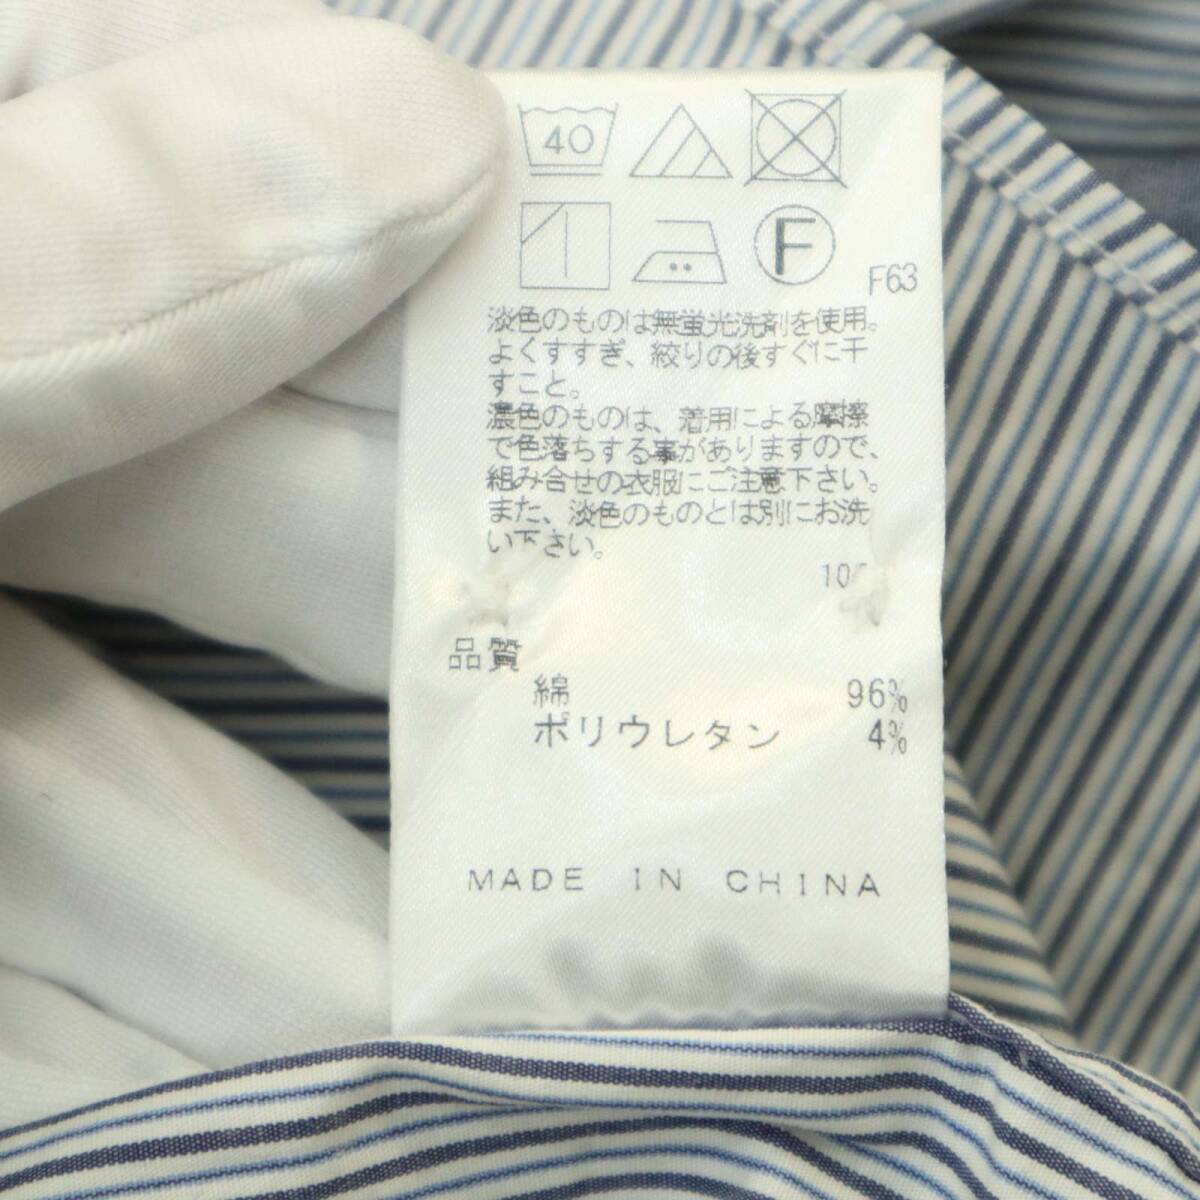 40
F
F63
淡色のものは無蛍光洗剤を使用。
よくすすぎ、絞りの後すぐに干
すこと。
濃色のものは、着用による摩擦
で色落ちする事がありますので、
組み合せの衣服にご注意下さい。
また、淡色のものとは別にお洗
い下さい。
品質
綿 96%
ポリウレタン 4%
MADE IN CHINA